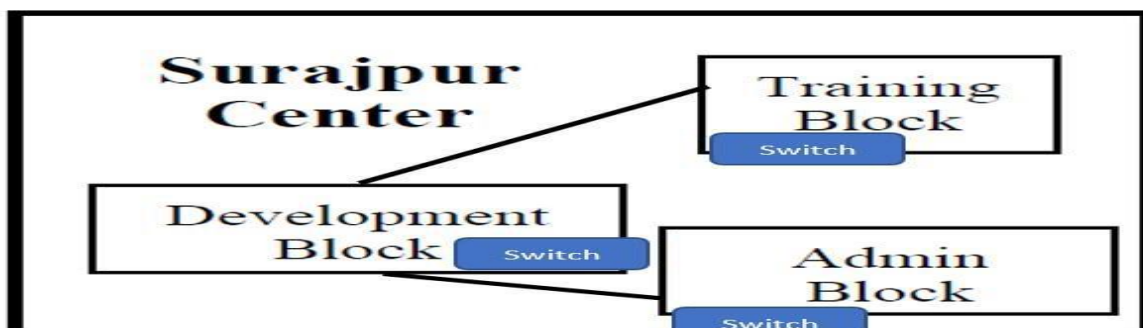 Surajpur
Center
Training
Block
Switch
Development
Block
Switch
Admin
Block
Switch